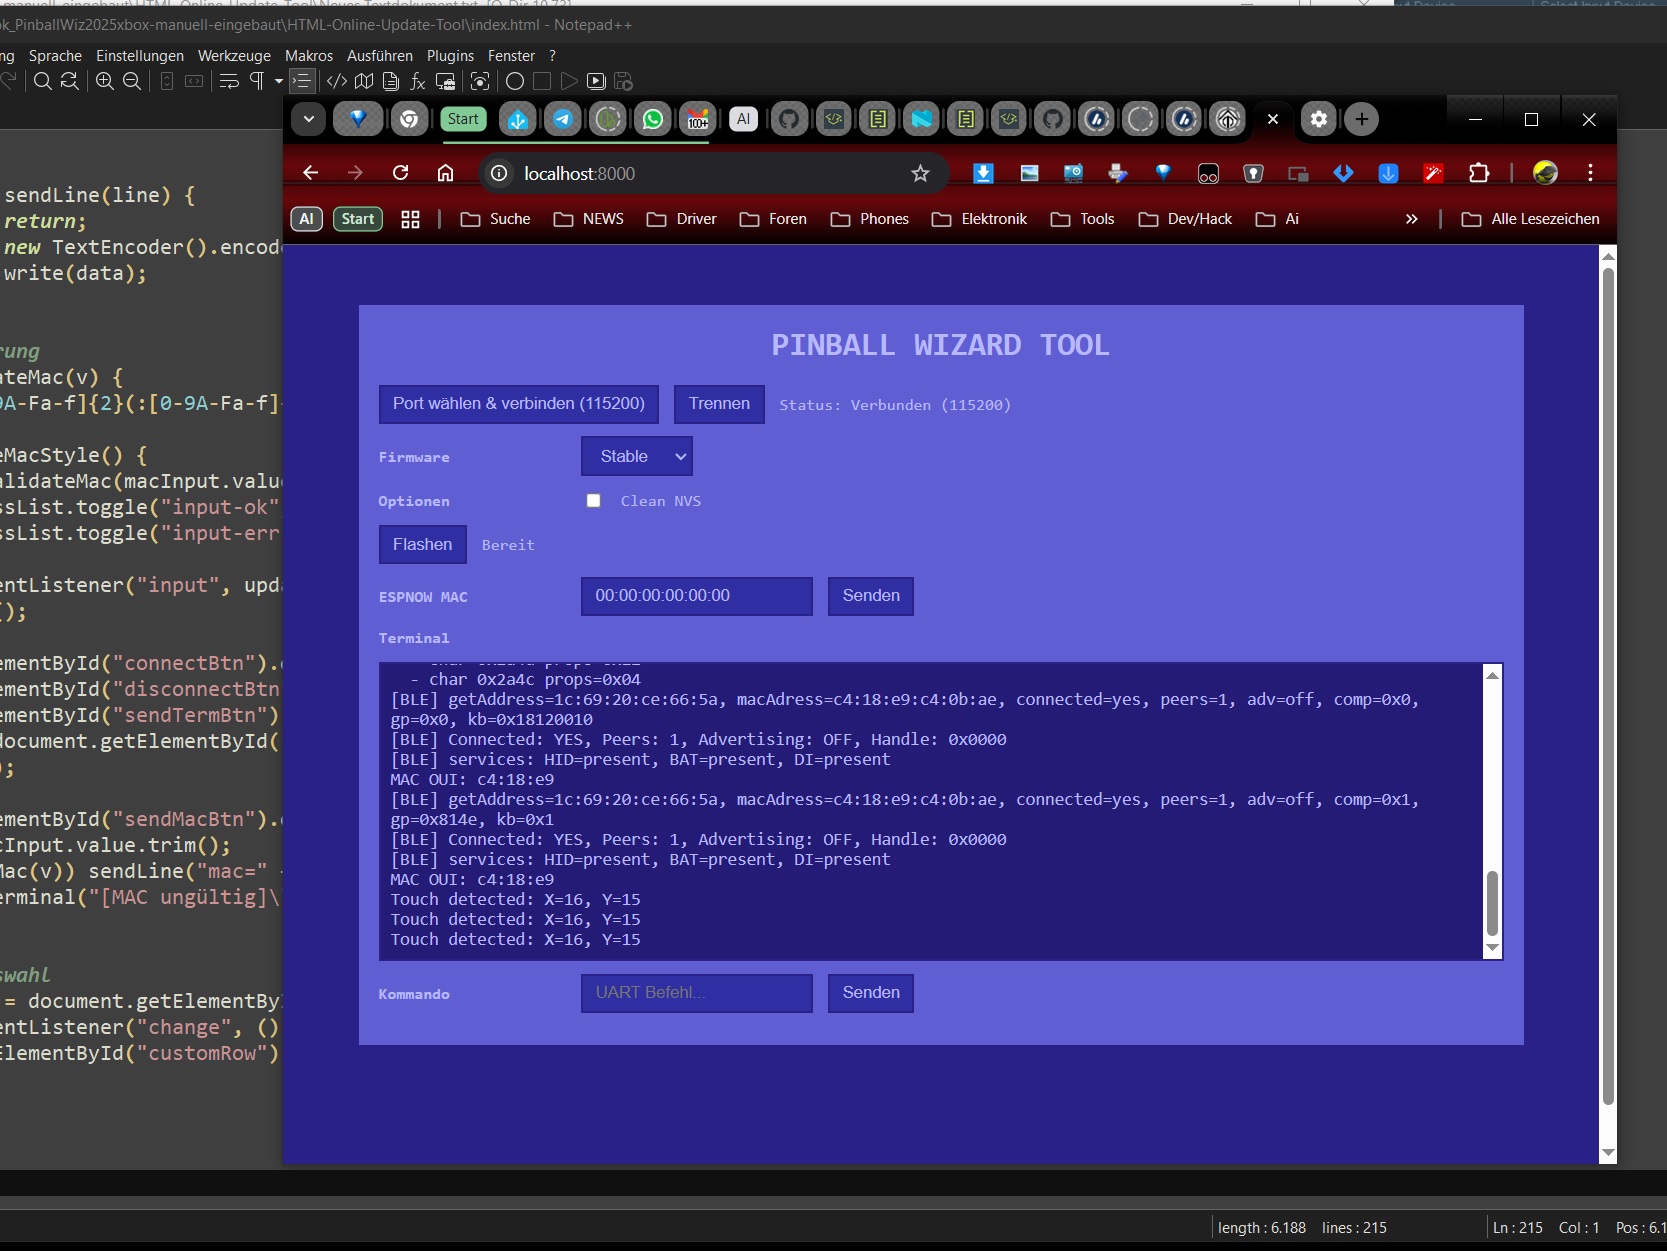 ok_PinballWiz2025xbox-manuell-eingebaut\HTML-Online-Update-Tool\index.html - Notepad++
ng Sprache Einstellungen Werkzeuge Makros Ausführen Plugins Fenster ?
Start
100+
AI
localhost:8000
AI Start Suche NEWS Driver Foren Phones Elektronik Tools Dev/Hack Ai » Alle Lesezeichen
sendLine(line) {
return;
new TextEncoder().encod
write(data);
rung
ateMac(v) {
9A-Fa-f]{2}(:[0-9A-Fa-f]
eMacStyle() {
alidateMac(macInput.valu
ssList.toggle("input-ok"
ssList.toggle("input-err
entListener("input", upd
();
ementById("connectBtn").
ementById("disconnectBtn
ementById("sendTermBtn")
document.getElementById(
);
ementById("sendMacBtn").
cInput.value.trim();
Mac(v)) sendLine("mac="
erminal("[MAC ungültig]\
swahl
= document.getElementBy
entListener("change", ()
ElementById("customRow")
PINBALL WIZARD TOOL
Port wählen & verbinden (115200) Trennen Status: Verbunden (115200)
Firmware Stable
Optionen Clean NVS
Flashen Bereit
ESPNOW MAC 00:00:00:00:00:00 Senden
Terminal
- char 0x2a4c props=0x04
[BLE] getAddress=1c:69:20:ce:66:5a, macAdress=c4:18:e9:c4:0b:ae, connected=yes, peers=1, adv=off, comp=0x0,
gp=0x0, kb=0x18120010
[BLE] Connected: YES, Peers: 1, Advertising: OFF, Handle: 0x0000
[BLE] services: HID=present, BAT=present, DI=present
MAC OUI: c4:18:e9
[BLE] getAddress=1c:69:20:ce:66:5a, macAdress=c4:18:e9:c4:0b:ae, connected=yes, peers=1, adv=off, comp=0x1,
gp=0x814e, kb=0x1
[BLE] Connected: YES, Peers: 1, Advertising: OFF, Handle: 0x0000
[BLE] services: HID=present, BAT=present, DI=present
MAC OUI: c4:18:e9
Touch detected: X=16, Y=15
Touch detected: X=16, Y=15
Touch detected: X=16, Y=15
Kommando UART Befehl... Senden
length : 6.188 lines : 215 Ln : 215 Col : 1 Pos : 6.1